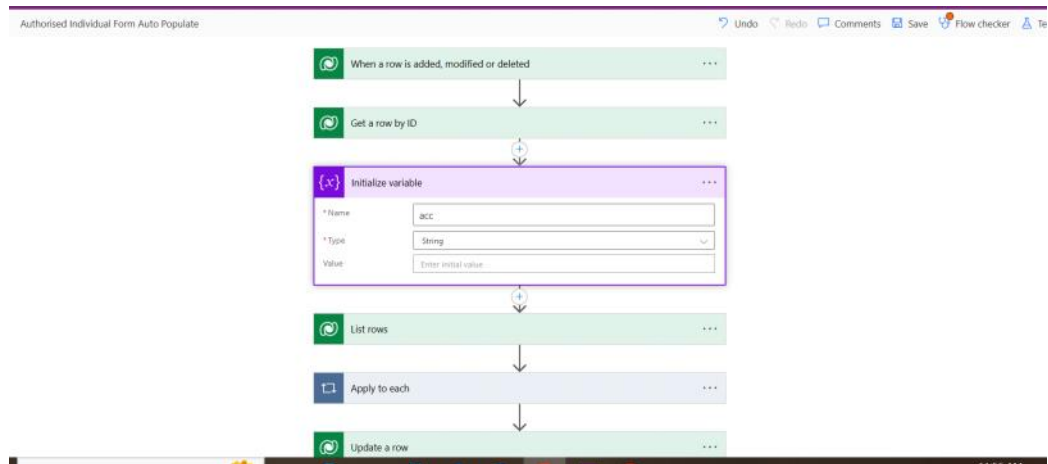 Authorised Individual Form Auto Populate
Undo Redo Comments Save Flow checker Te
When a row is added, modified or deleted
Get a row by ID
{x} Initialize variable
* Name acc
* Type String
Value Enter initial value
List rows
Apply to each
Update a row